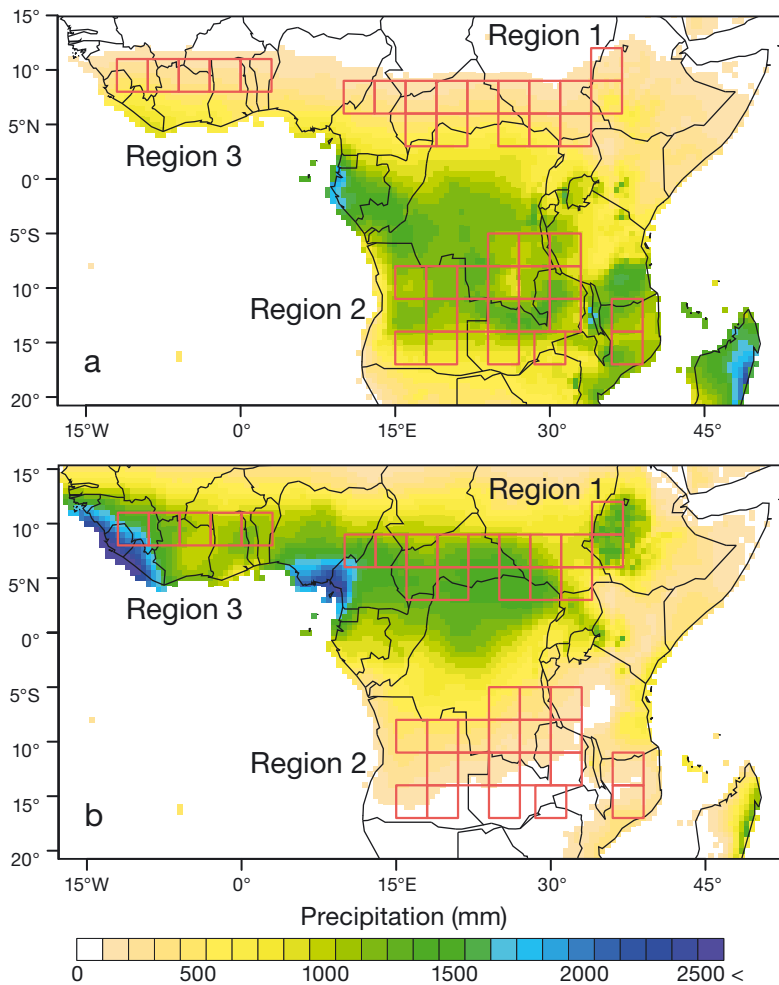 15°
10°
5°N
0°
5°S
10°
15°
20°
Region 1
Region 3
Region 2
a
15°W 0° 15°E 30° 45°
15°
10°
5°N
0°
5°S
10°
15°
20°
Region 1
Region 3
Region 2
b
15°W 0° 15°E 30° 45°
Precipitation (mm)
0 500 1000 1500 2000 2500 <